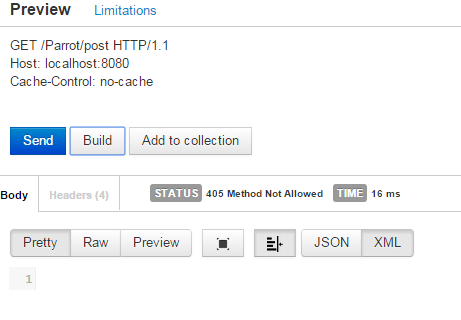 Preview Limitations
GET /Parrot/post HTTP/1.1
Host: localhost:8080
Cache-Control: no-cache
Send Build Add to collection
Body Headers (4) STATUS 405 Method Not Allowed TIME 16 ms
Pretty Raw Preview JSON XML
1